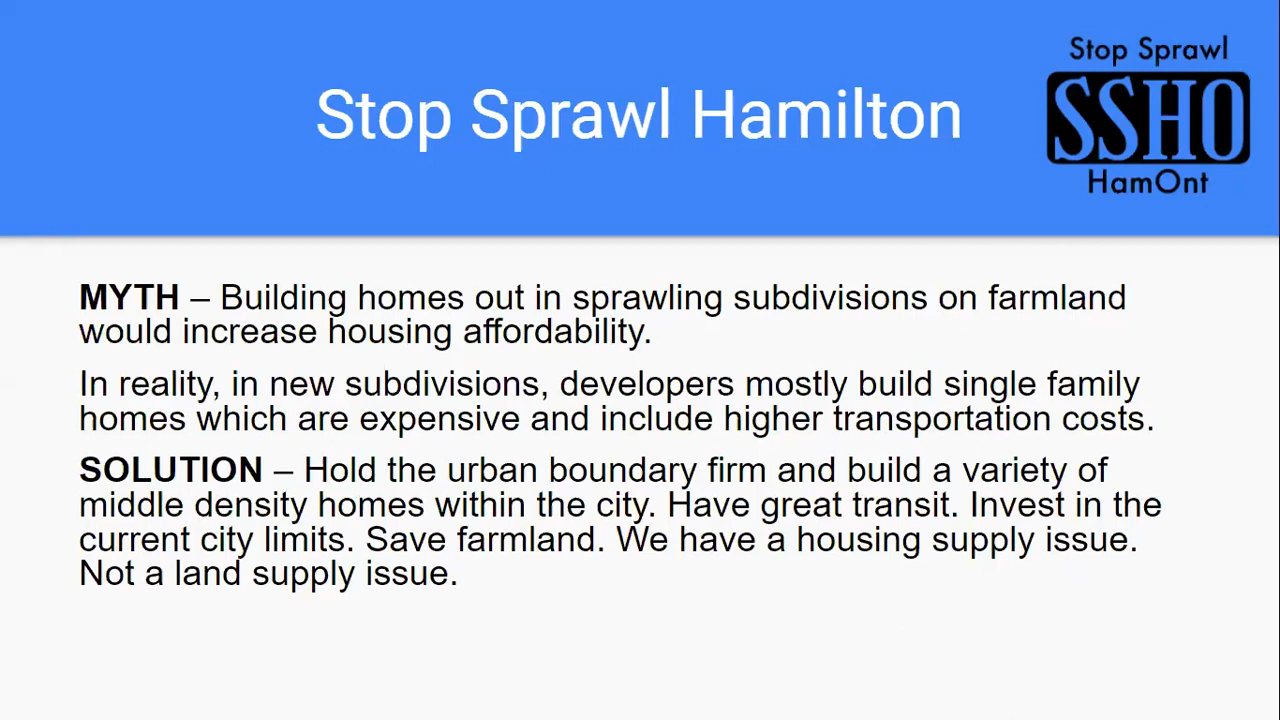 Stop Sprawl Hamilton
Stop Sprawl
SSHO
HamOnt
MYTH – Building homes out in sprawling subdivisions on farmland
would increase housing affordability.
In reality, in new subdivisions, developers mostly build single family
homes which are expensive and include higher transportation costs.
SOLUTION – Hold the urban boundary firm and build a variety of
middle density homes within the city. Have great transit. Invest in the
current city limits. Save farmland. We have a housing supply issue.
Not a land supply issue.